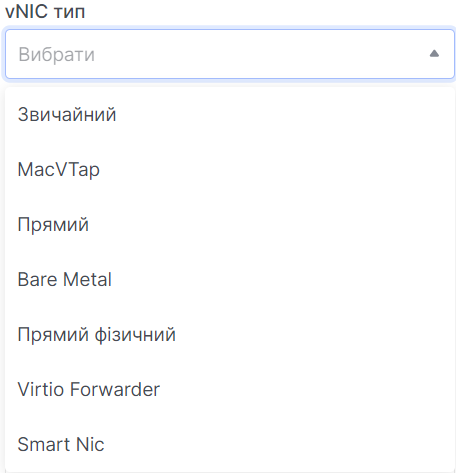 vNIC тип
Вибрати
Звичайний
MacVTap
Прямий
Bare Metal
Прямий фізичний
Virtio Forwarder
Smart Nic